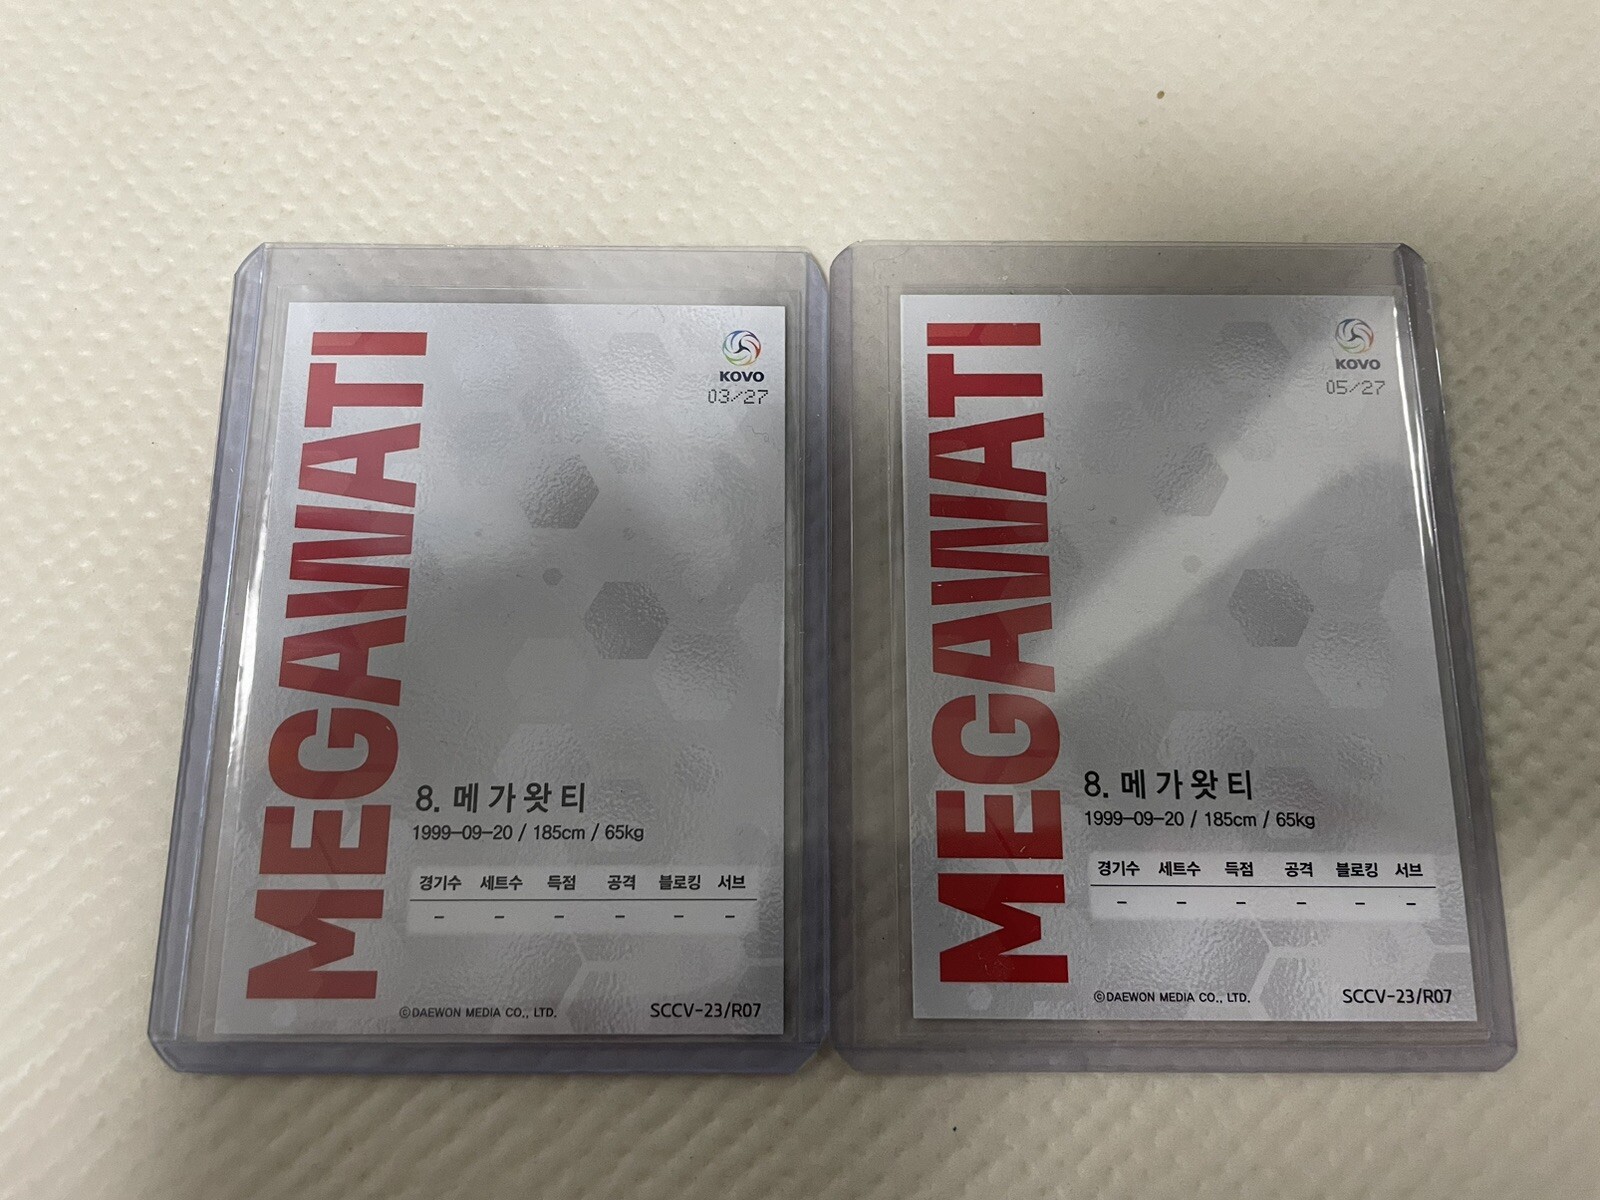 MEGAWATI
KOVO
03/27
8. 메가왓티
1999-09-20 / 185cm / 65kg
경기수 세트수 득점 공격 블로킹 서브
- - - - - -
©DAEWON MEDIA CO., LTD.
SCCV-23/R07
MEGAWATI
KOVO
05/27
8. 메가왓티
1999-09-20 / 185cm / 65kg
경기수 세트수 득점 공격 블로킹 서브
- - - - - -
©DAEWON MEDIA CO., LTD.
SCCV-23/R07